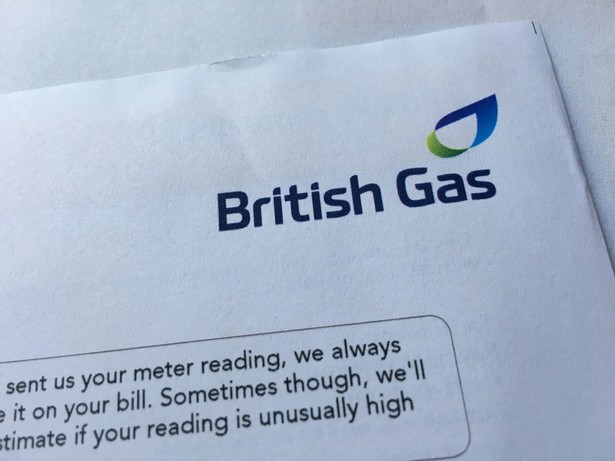 British Gas
sent us your meter reading, we always
it on your bill. Sometimes though, we'll
if your reading is unusually high